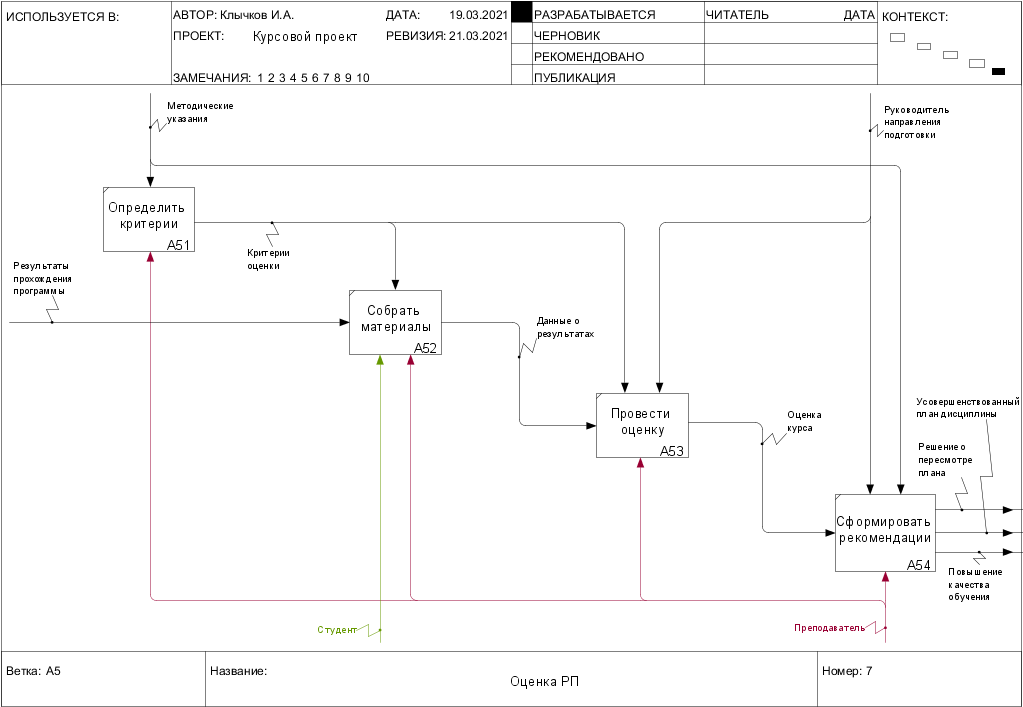 ИСПОЛЬЗУЕТСЯ В:
АВТОР: Клычков И.А.
ДАТА: 19.03.2021
ПРОЕКТ: Курсовой проект
РЕВИЗИЯ: 21.03.2021
ЗАМЕЧАНИЯ: 1 2 3 4 5 6 7 8 9 10
РАЗРАБАТЫВАЕТСЯ
ЧЕРНОВИК
РЕКОМЕНДОВАНО
ПУБЛИКАЦИЯ
ЧИТАТЕЛЬ
ДАТА
КОНТЕКСТ:
Методические
указания
Руководитель
направления
подготовки
Определить
критерии
A51
Критерии
оценки
Результаты
прохождения
программы
Собрать
материалы
A52
Данные о
результатах
Провести
оценку
A53
Оценка
курса
Усовершенствованный
план дисциплины
Решение о
пересмотре
плана
Сформировать
рекомендации
A54
Повышение
качества
обучения
Студент
Преподаватель
Ветка: A5
Название:
Оценка РП
Номер: 7